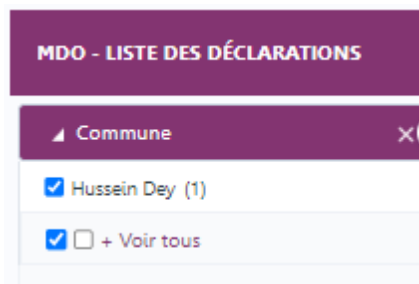 MDO - LISTE DES DÉCLARATIONS
Commune
Hussein Dey (1)
+ Voir tous